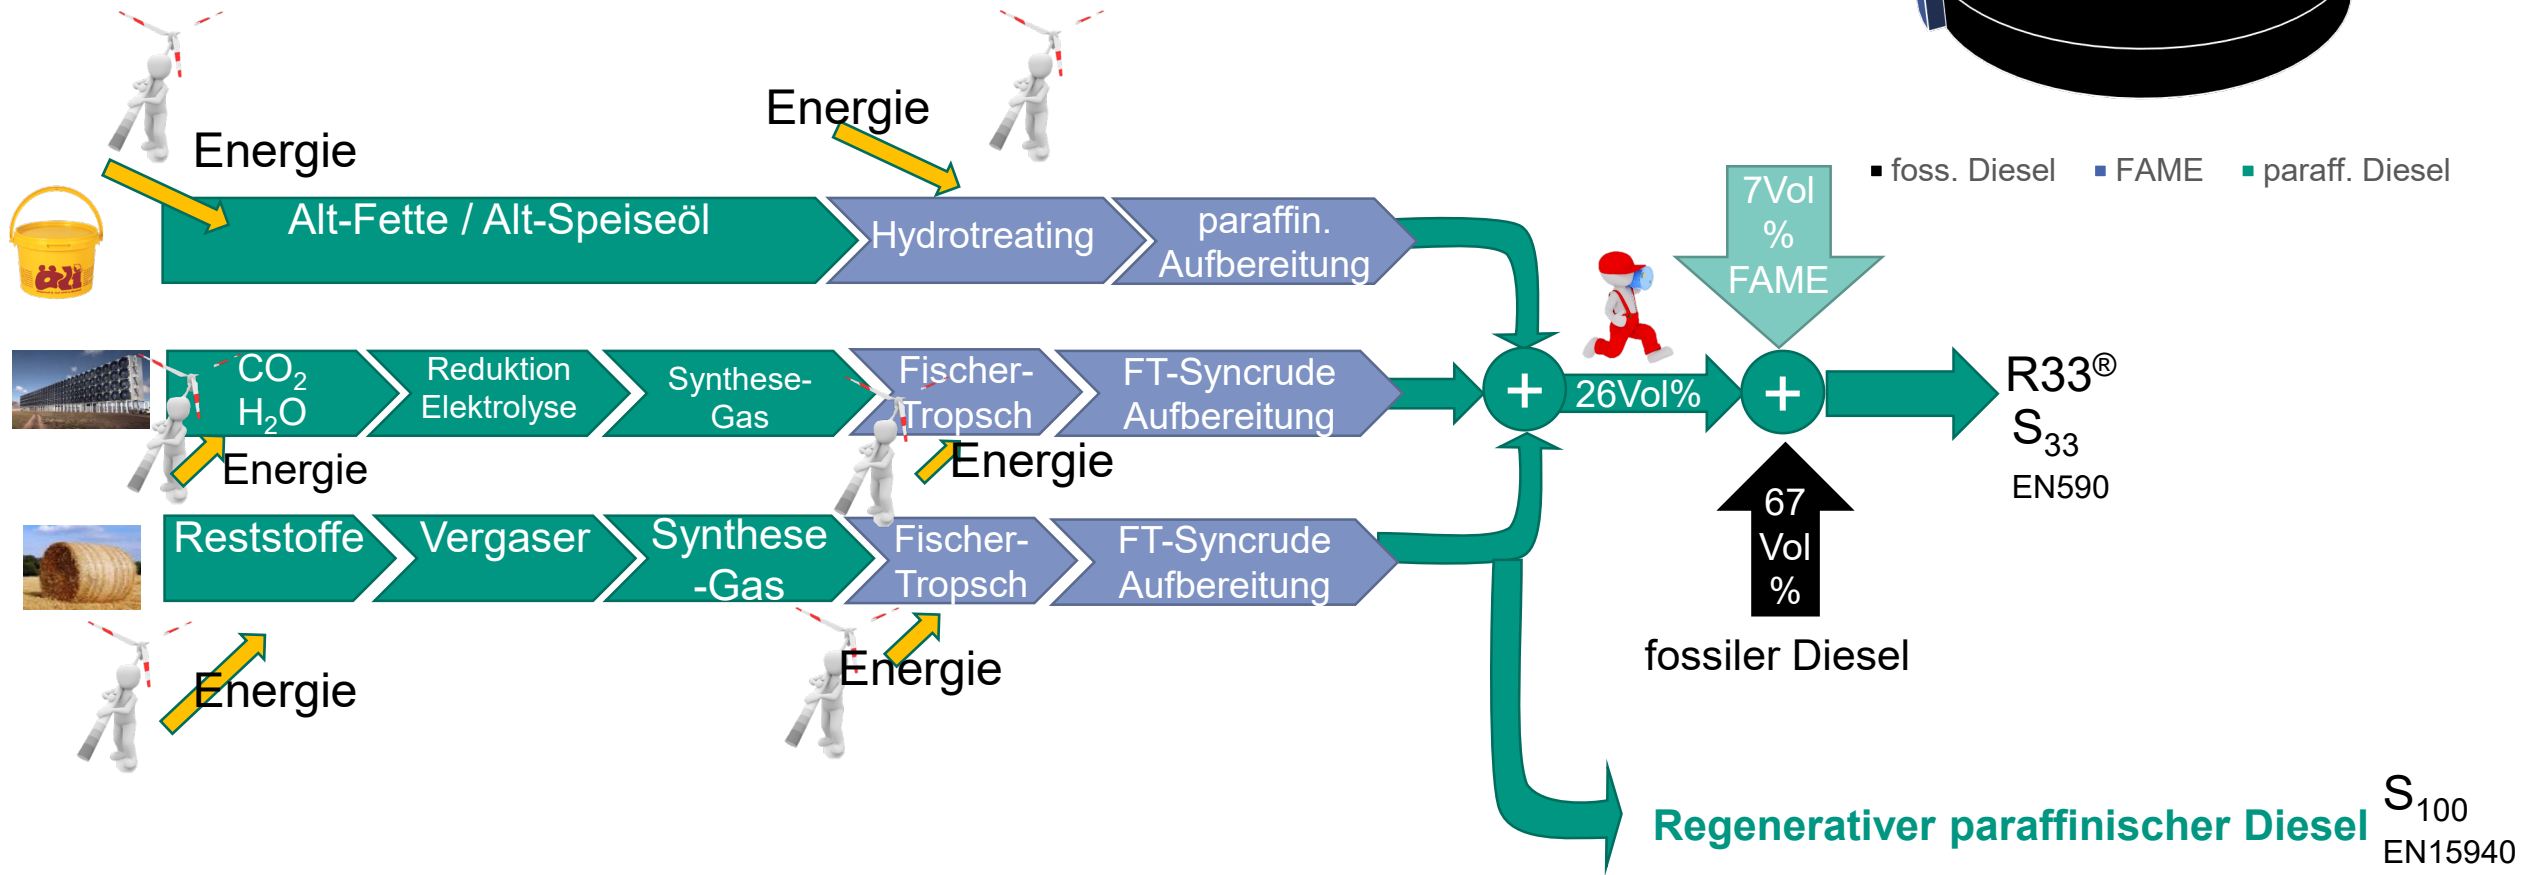 Energie
Energie
▪ foss. Diesel ▪ FAME ▪ paraff. Diesel
Alt-Fette / Alt-Speiseöl
Hydrotreating
paraffin.
Aufbereitung
öli
7Vol
%
FAME
CO₂
H₂O
Reduktion
Elektrolyse
Synthese-
Gas
Fischer-
Tropsch
FT-Syncrude
Aufbereitung
+
26Vol%
+
R33®
S₃₃
EN590
Energie
Energie
Reststoffe
Vergaser
Synthese
-Gas
Fischer-
Tropsch
FT-Syncrude
Aufbereitung
67
Vol
%
fossiler Diesel
Energie
Energie
Regenerativer paraffinischer Diesel
S₁₀₀
EN15940